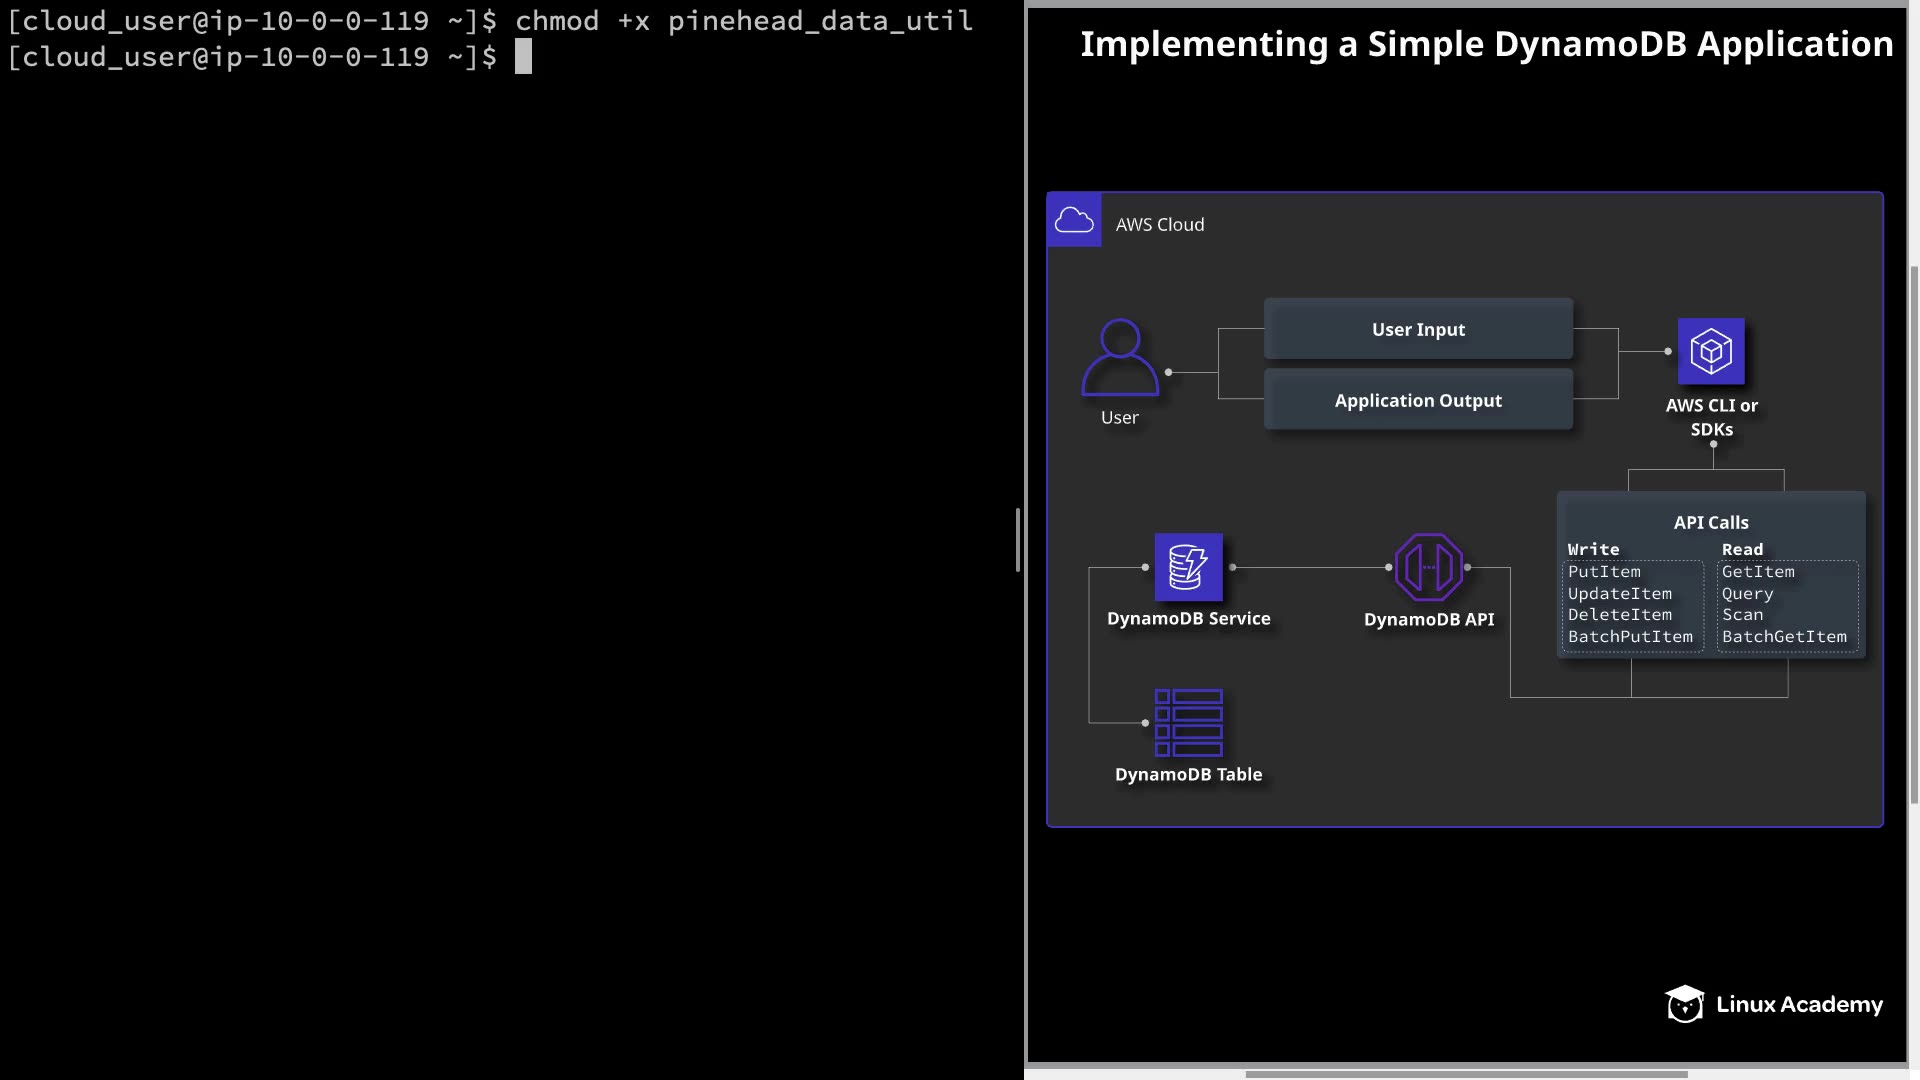 [cloud_user@ip-10-0-0-119 ~]$ chmod +x pinehead_data_util
[cloud_user@ip-10-0-0-119 ~]$
Implementing a Simple DynamoDB Application
AWS Cloud
User Input
Application Output
User
AWS CLI or
SDKs
API Calls
Write
PutItem
UpdateItem
DeleteItem
BatchPutItem
Read
GetItem
Query
Scan
BatchGetItem
DynamoDB Service
DynamoDB API
DynamoDB Table
Linux Academy